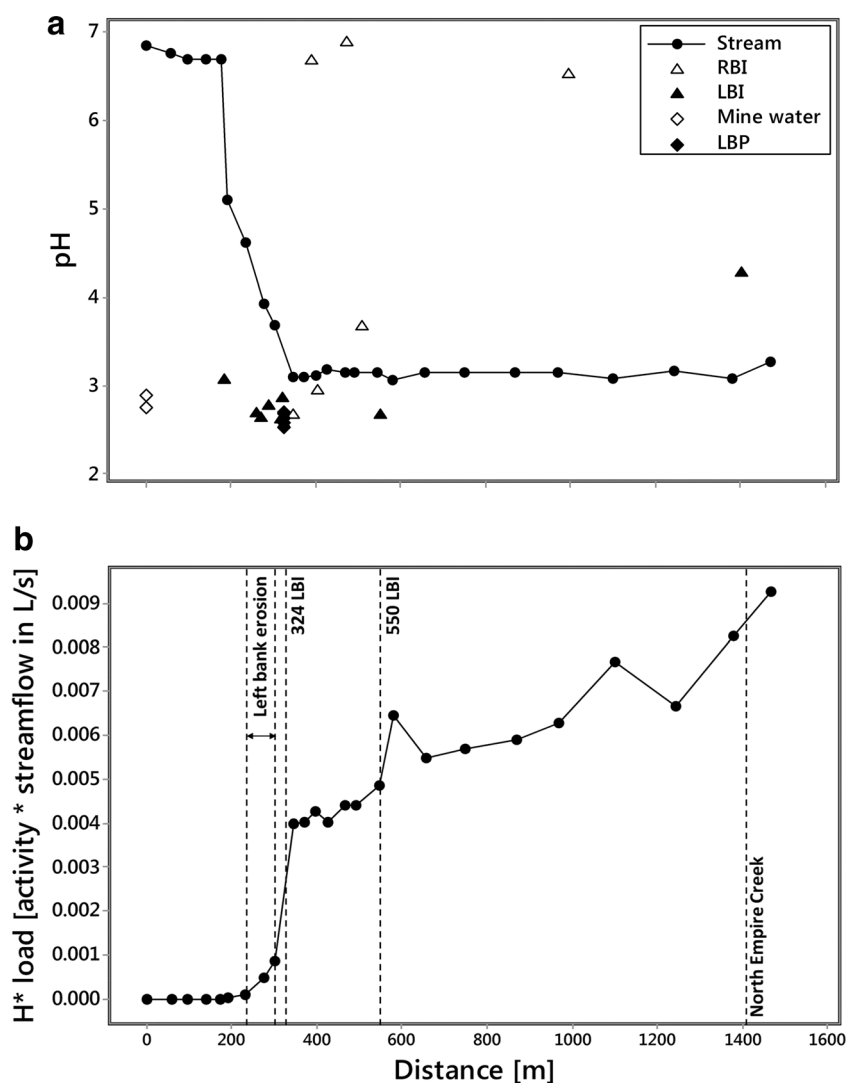 a
7
6
5
4
3
2
pH
Stream
RBI
LBI
Mine water
LBP
b
0.009
0.008
0.007
0.006
0.005
0.004
0.003
0.002
0.001
0.000
H* load [activity * streamflow in L/s]
Left bank erosion
324 LBI
550 LBI
North Empire Creek
0 200 400 600 800 1000 1200 1400 1600
Distance [m]